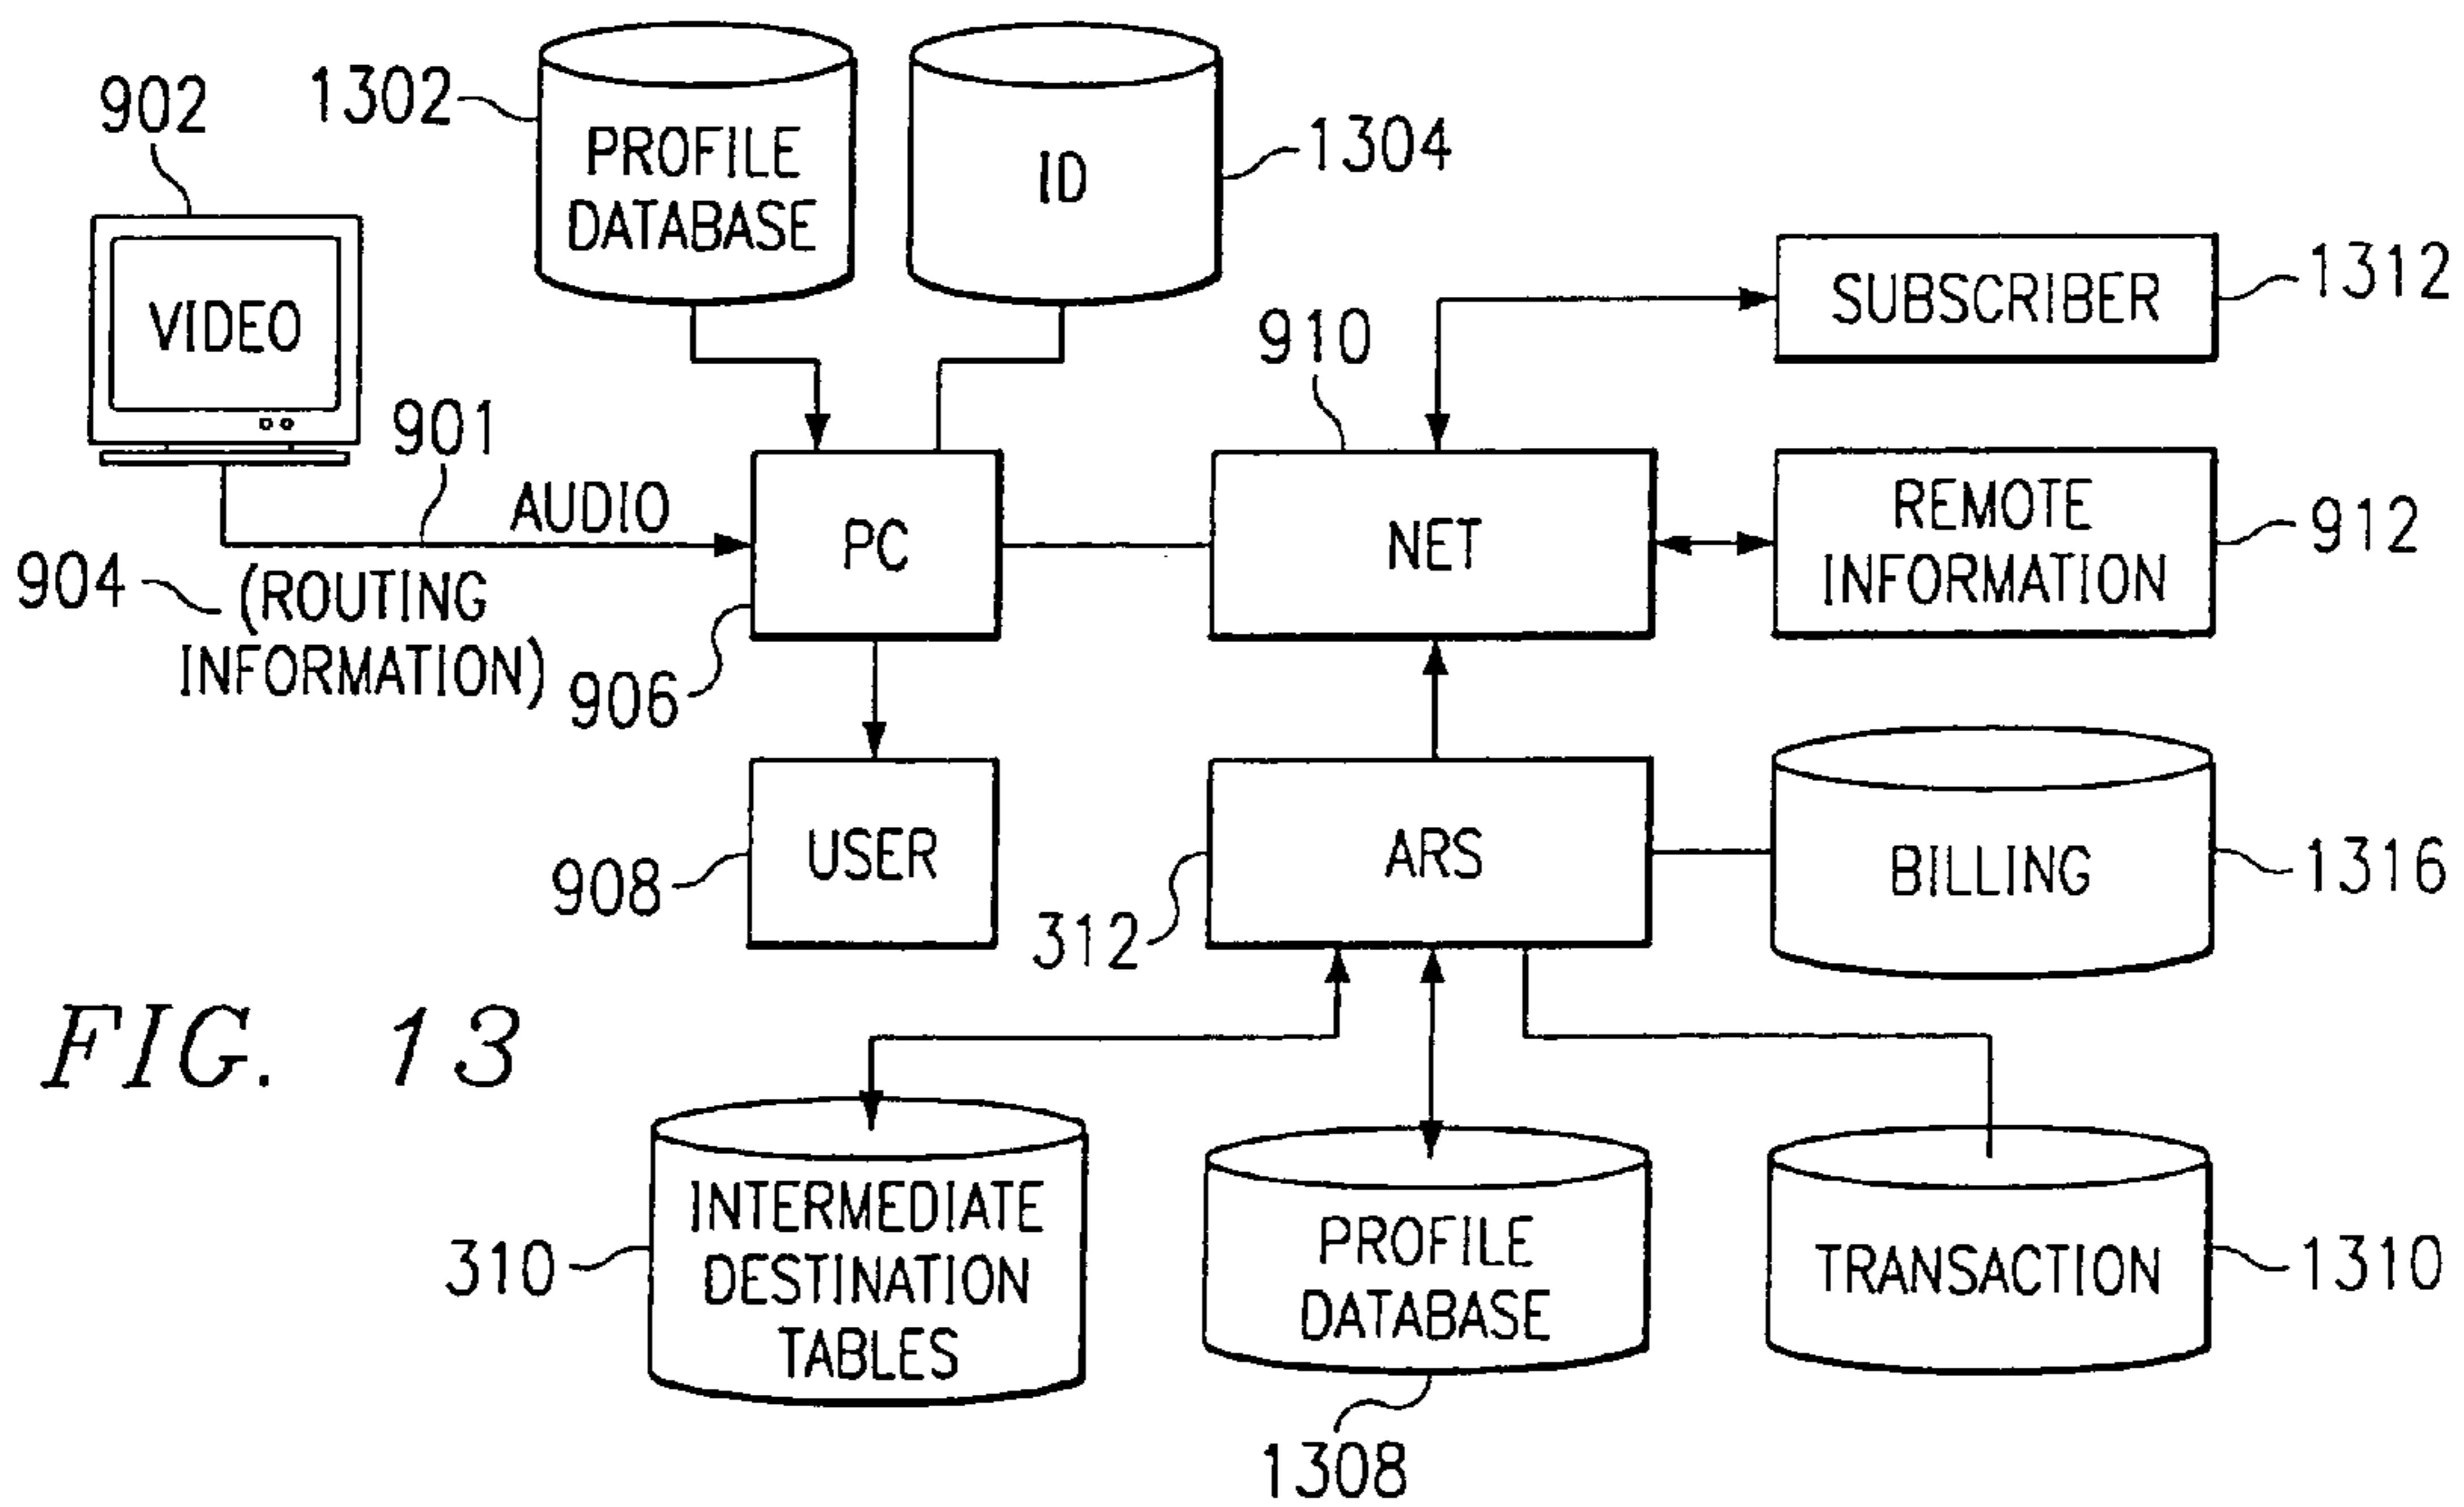 902
1302
PROFILE
DATABASE
ID
1304
VIDEO
SUBSCRIBER
1312
910
901
AUDIO
904
(ROUTING
INFORMATION)
PC
906
NET
REMOTE
INFORMATION
912
USER
908
ARS
312
BILLING
1316
FIG. 13
310
INTERMEDIATE
DESTINATION
TABLES
PROFILE
DATABASE
1308
TRANSACTION
1310